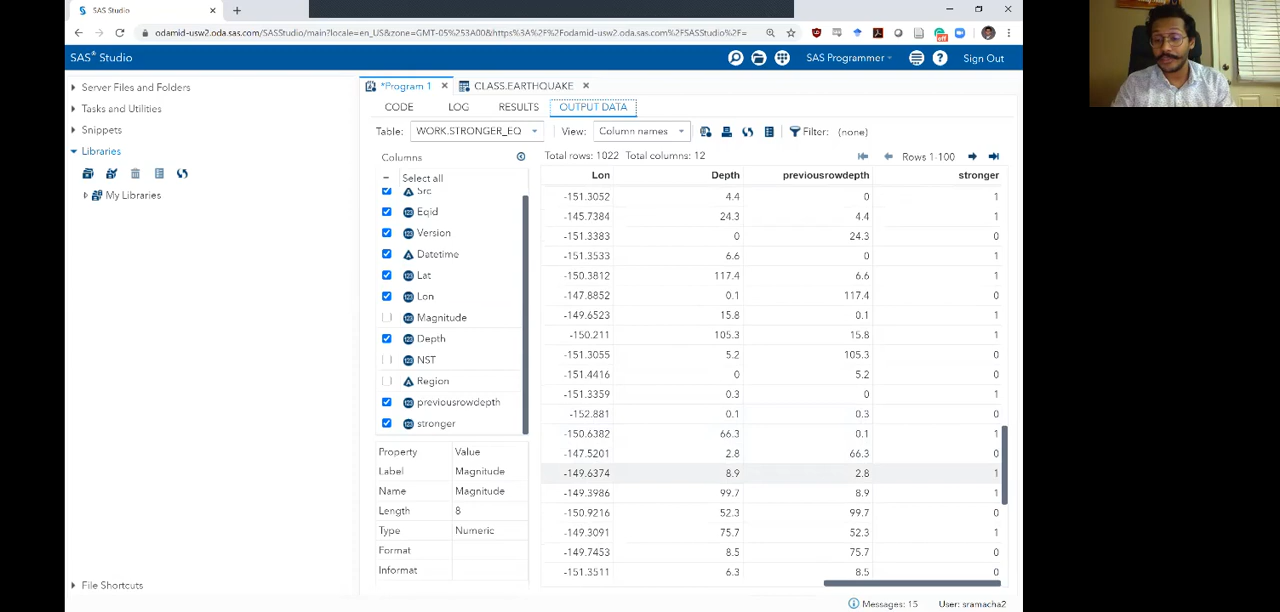 SAS Studio
odamid-usw2.oda.sas.com/SASStudio/main?locale=en_US&zone=GMT-05%253A00&https%3A%2F%2Fodamid-usw2.oda.sas.com%2FSASStudio%2F=
off
SAS® Studio
SAS Programmer
Sign Out
Server Files and Folders
Tasks and Utilities
Snippets
Libraries
My Libraries
File Shortcuts
*Program 1
CLASS.EARTHQUAKE
CODE LOG RESULTS OUTPUT DATA
Table: WORK.STRONGER_EQ View: Column names Filter: (none)
Columns
Total rows: 1022 Total columns: 12 Rows 1-100
Select all
Src
Eqid
Version
Datetime
Lat
Lon
Magnitude
Depth
NST
Region
previousrowdepth
stronger
Property Value
Label Magnitude
Name Magnitude
Length 8
Type Numeric
Format
Informat
Lon Depth previousrowdepth stronger
-151.3052 4.4 0 1
-145.7384 24.3 4.4 1
-151.3383 0 24.3 0
-151.3533 6.6 0 1
-150.3812 117.4 6.6 1
-147.8852 0.1 117.4 0
-149.6523 15.8 0.1 1
-150.211 105.3 15.8 1
-151.3055 5.2 105.3 0
-151.4416 0 5.2 0
-151.3359 0.3 0 1
-152.881 0.1 0.3 0
-150.6382 66.3 0.1 1
-147.5201 2.8 66.3 0
-149.6374 8.9 2.8 1
-149.3986 99.7 8.9 1
-150.9216 52.3 99.7 0
-149.3091 75.7 52.3 1
-149.7453 8.5 75.7 0
-151.3511 6.3 8.5 0
Messages: 15 User: sramacha2